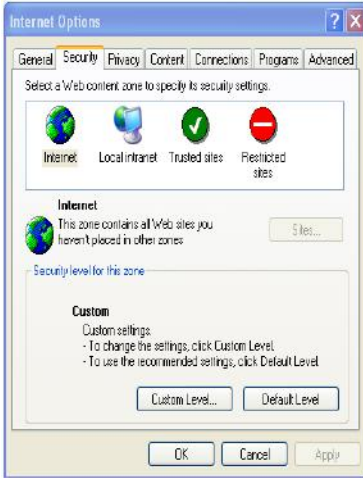 Internet Options
General Security Privacy Content Connections Programs Advanced
Select a Web content zone to specify its security settings.
Internet Local intranet Trusted sites Restricted
sites
Internet
This zone contains all Web sites you
haven't placed in other zones
Sites...
Security level for this zone
Custom
Custom settings.
- To change the settings, click Custom Level.
- To use the recommended settings, click Default Level.
Custom Level... Default Level
OK Cancel Apply